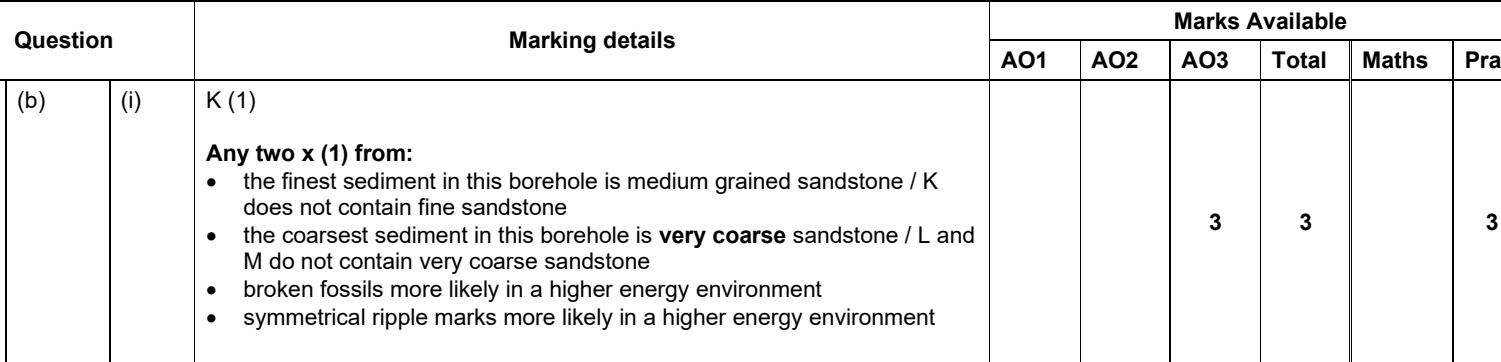 Question
Marking details
Marks Available
AO1 AO2 AO3 Total Maths Pra
(b) (i) K (1)
Any two x (1) from:
• the finest sediment in this borehole is medium grained sandstone / K
does not contain fine sandstone
• the coarsest sediment in this borehole is very coarse sandstone / L and
M do not contain very coarse sandstone
• broken fossils more likely in a higher energy environment
• symmetrical ripple marks more likely in a higher energy environment
3 3 3